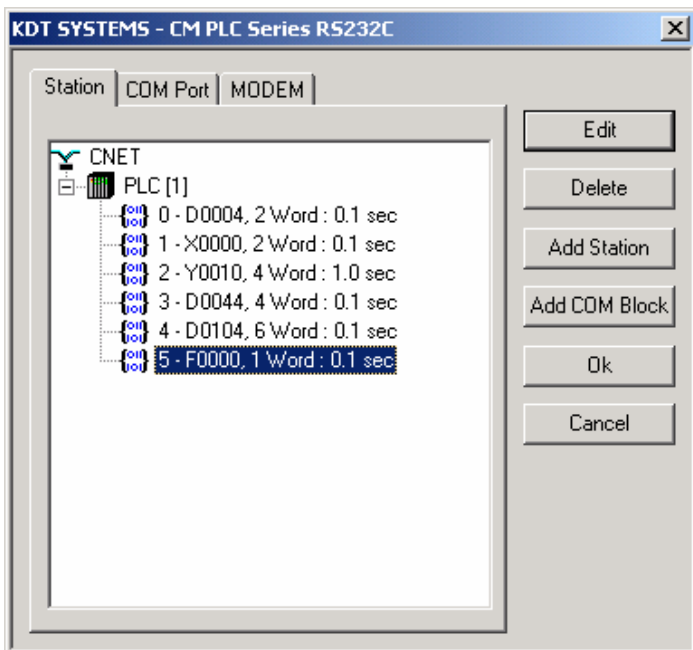 KDT SYSTEMS - CM PLC Series RS232C
Station COM Port MODEM
CNET
PLC [1]
0 - D0004, 2 Word : 0.1 sec
1 - X0000, 2 Word : 0.1 sec
2 - Y0010, 4 Word : 1.0 sec
3 - D0044, 4 Word : 0.1 sec
4 - D0104, 6 Word : 0.1 sec
5 - F0000, 1 Word : 0.1 sec
Edit
Delete
Add Station
Add COM Block
Ok
Cancel